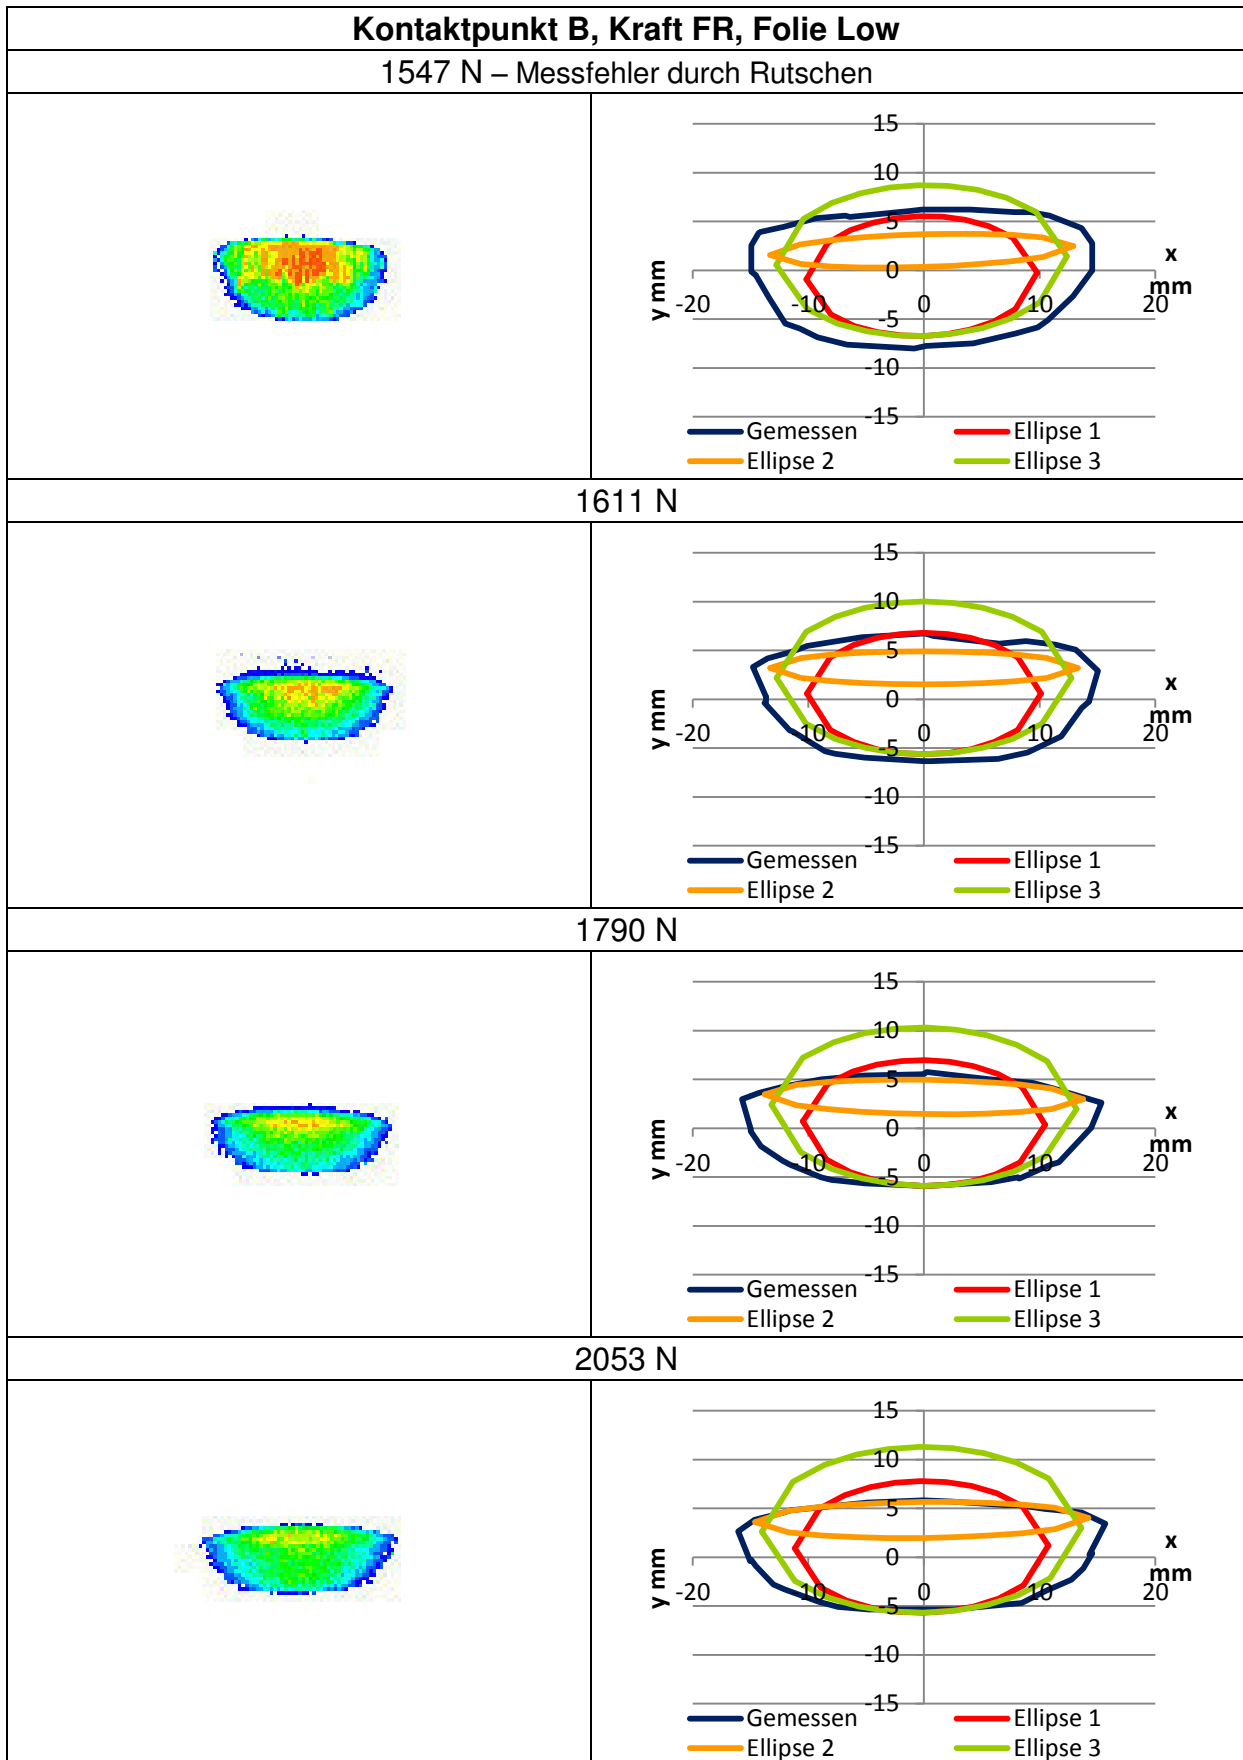 Kontaktpunkt B, Kraft FR, Folie Low
1547 N – Messfehler durch Rutschen
15
10
5
0
-5
-10
-15
-20
-10
0
10
20
x
mm
y mm
Gemessen
Ellipse 1
Ellipse 2
Ellipse 3
1611 N
15
10
5
0
-5
-10
-15
-20
-10
0
10
20
x
mm
y mm
Gemessen
Ellipse 1
Ellipse 2
Ellipse 3
1790 N
15
10
5
0
-5
-10
-15
-20
-10
0
10
20
x
mm
y mm
Gemessen
Ellipse 1
Ellipse 2
Ellipse 3
2053 N
15
10
5
0
-5
-10
-15
-20
-10
0
10
20
x
mm
y mm
Gemessen
Ellipse 1
Ellipse 2
Ellipse 3